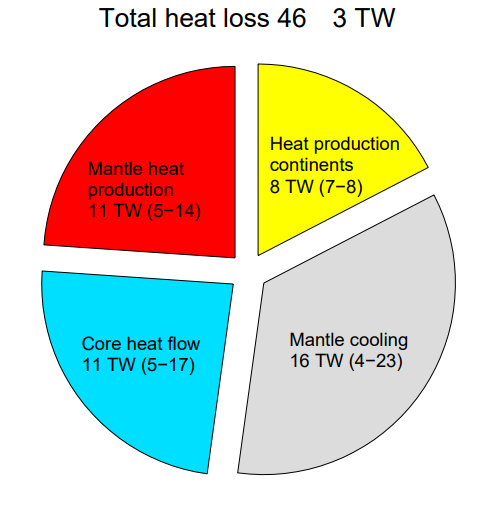 Total heat loss 46 3 TW
Mantle heat
production
11 TW (5−14)
Heat production
continents
8 TW (7−8)
Core heat flow
11 TW (5−17)
Mantle cooling
16 TW (4−23)